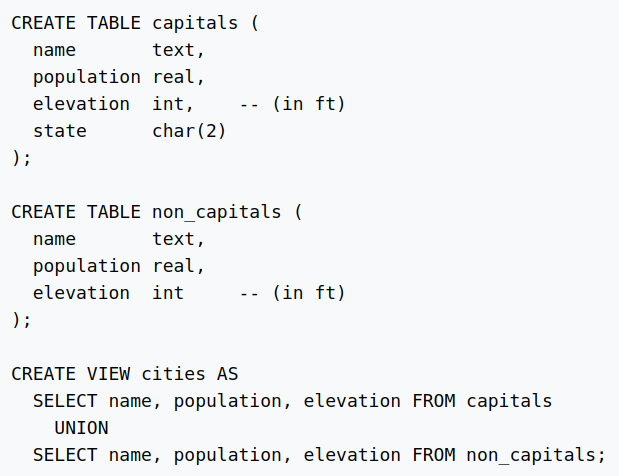 CREATE TABLE capitals (
  name       text,
  population real,
  elevation  int,    -- (in ft)
  state      char(2)
);

CREATE TABLE non_capitals (
  name       text,
  population real,
  elevation  int     -- (in ft)
);

CREATE VIEW cities AS
  SELECT name, population, elevation FROM capitals
    UNION
  SELECT name, population, elevation FROM non_capitals;